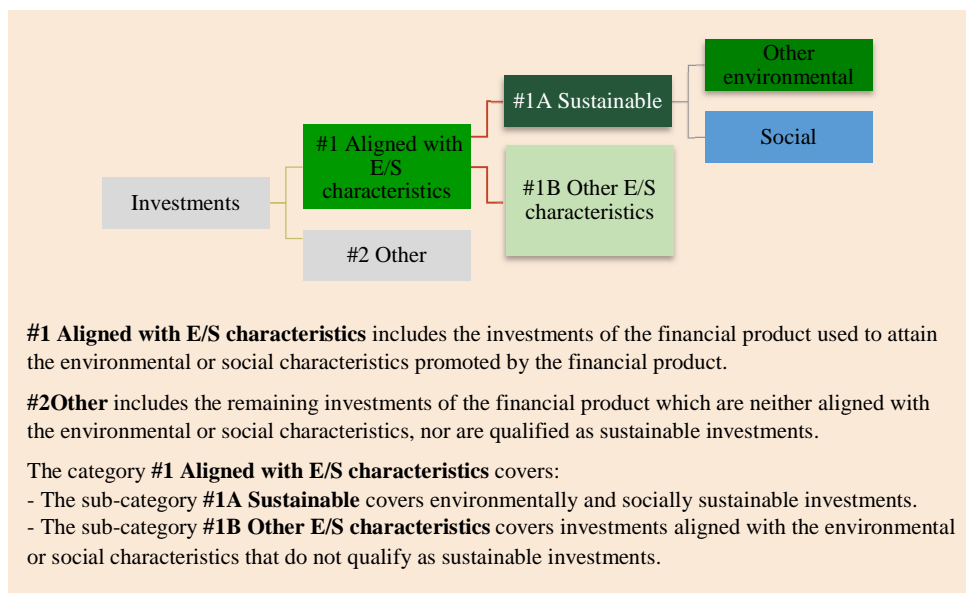 Other
environmental
#1A Sustainable
Social
#1 Aligned with
E/S
characteristics
#1B Other E/S
characteristics
Investments
#2 Other
#1 Aligned with E/S characteristics includes the investments of the financial product used to attain
the environmental or social characteristics promoted by the financial product.
#2Other includes the remaining investments of the financial product which are neither aligned with
the environmental or social characteristics, nor are qualified as sustainable investments.
The category #1 Aligned with E/S characteristics covers:
- The sub-category #1A Sustainable covers environmentally and socially sustainable investments.
- The sub-category #1B Other E/S characteristics covers investments aligned with the environmental
or social characteristics that do not qualify as sustainable investments.